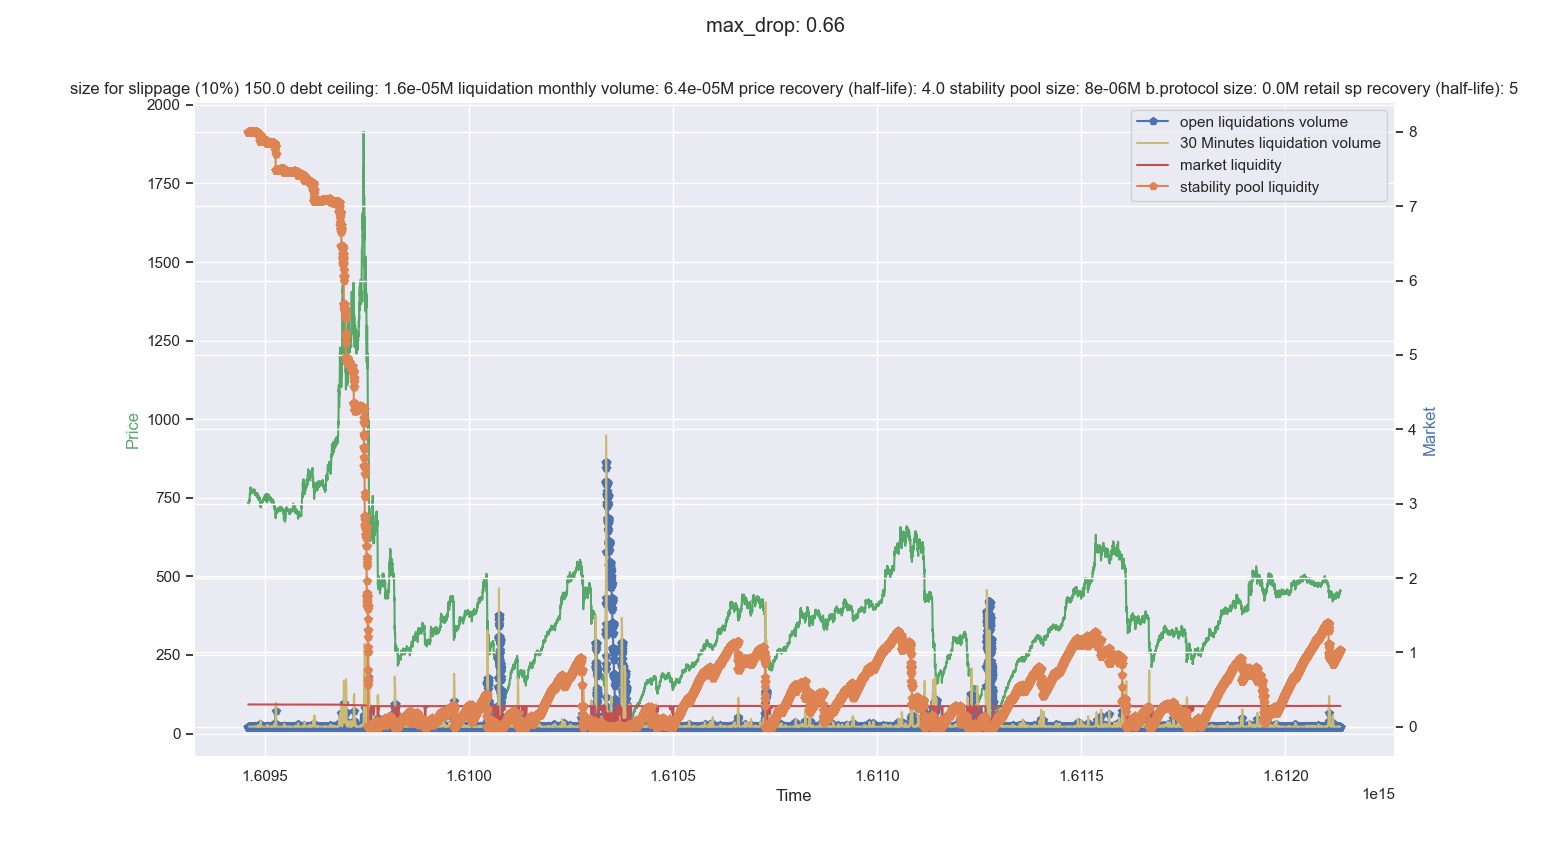 max_drop: 0.66
size for slippage (10%) 150.0 debt ceiling: 1.6e-05M liquidation monthly volume: 6.4e-05M price recovery (half-life): 4.0 stability pool size: 8e-06M b.protocol size: 0.0M retail sp recovery (half-life): 5
open liquidations volume
30 Minutes liquidation volume
market liquidity
stability pool liquidity
2000
1750
1500
1250
1000
750
500
250
0
Price
8
7
6
5
4
3
2
1
0
Market
1.6095 1.6100 1.6105 1.6110 1.6115 1.6120
Time
1e15